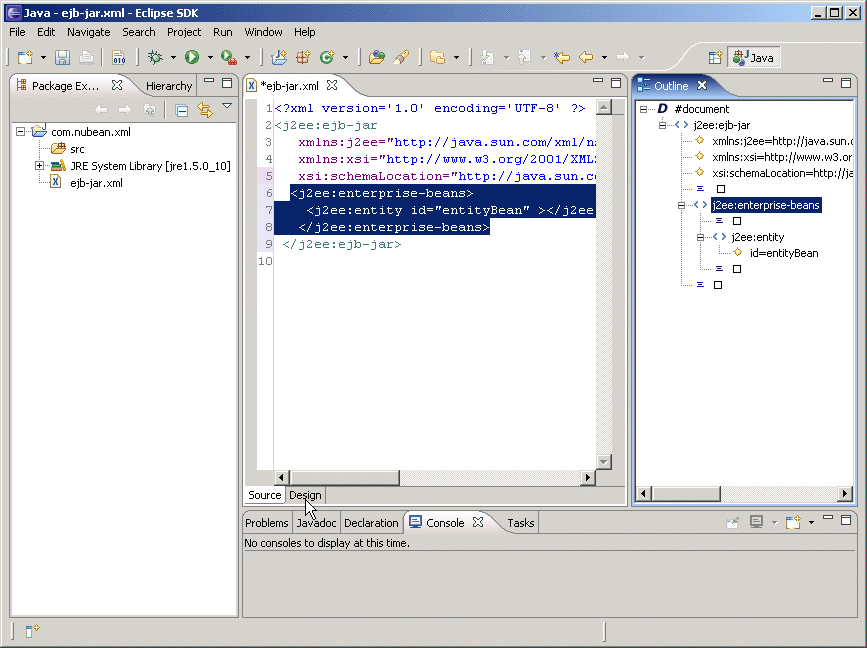 Java - ejb-jar.xml - Eclipse SDK
File Edit Navigate Search Project Run Window Help
Java
Package Ex... Hierarchy
com.nubean.xml
src
JRE System Library [jre1.5.0_10]
ejb-jar.xml
*ejb-jar.xml
1 <?xml version='1.0' encoding='UTF-8' ?>
2 <j2ee:ejb-jar
3 xmlns:j2ee="http://java.sun.com/xml/n
4 xmlns:xsi="http://www.w3.org/2001/XML
5 xsi:schemaLocation="http://java.sun.c
6 <j2ee:enterprise-beans>
7 <j2ee:entity id="entityBean" ></j2ee
8 </j2ee:enterprise-beans>
9 </j2ee:ejb-jar>
10
Source Design
Outline
D #document
j2ee:ejb-jar
xmlns:j2ee=http://java.sun.c
xmlns:xsi=http://www.w3.or
xsi:schemaLocation=http://ja
j2ee:enterprise-beans
j2ee:entity
id=entityBean
Problems Javadoc Declaration Console Tasks
No consoles to display at this time.